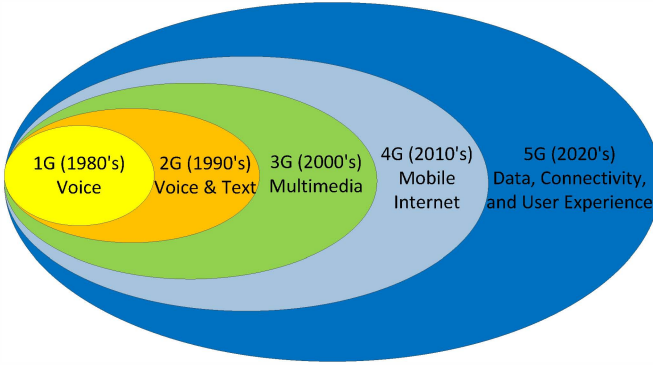 1G (1980's)
Voice
2G (1990's)
Voice & Text
3G (2000's)
Multimedia
4G (2010's)
Mobile
Internet
5G (2020's)
Data, Connectivity,
and User Experience